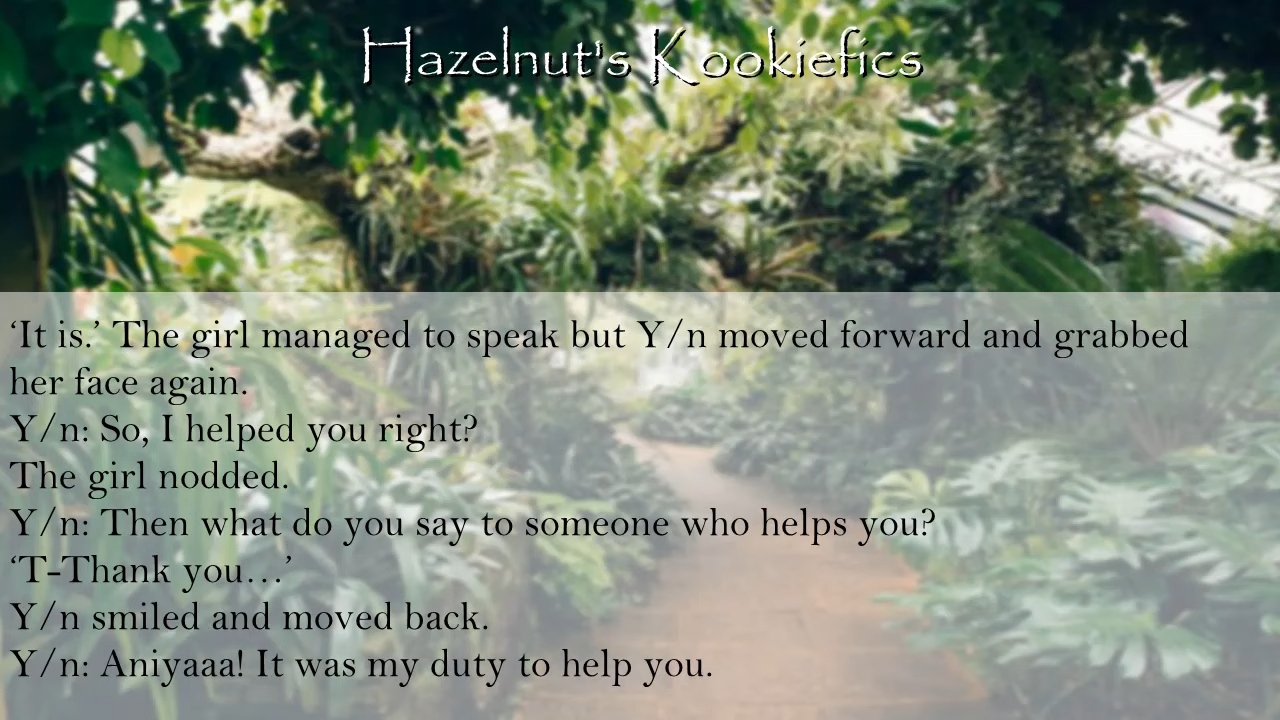 Hazelnut's Kookiefics
‘It is.’ The girl managed to speak but Y/n moved forward and grabbed
her face again.
Y/n: So, I helped you right?
The girl nodded.
Y/n: Then what do you say to someone who helps you?
‘T-Thank you…’
Y/n smiled and moved back.
Y/n: Aniyaaa! It was my duty to help you.